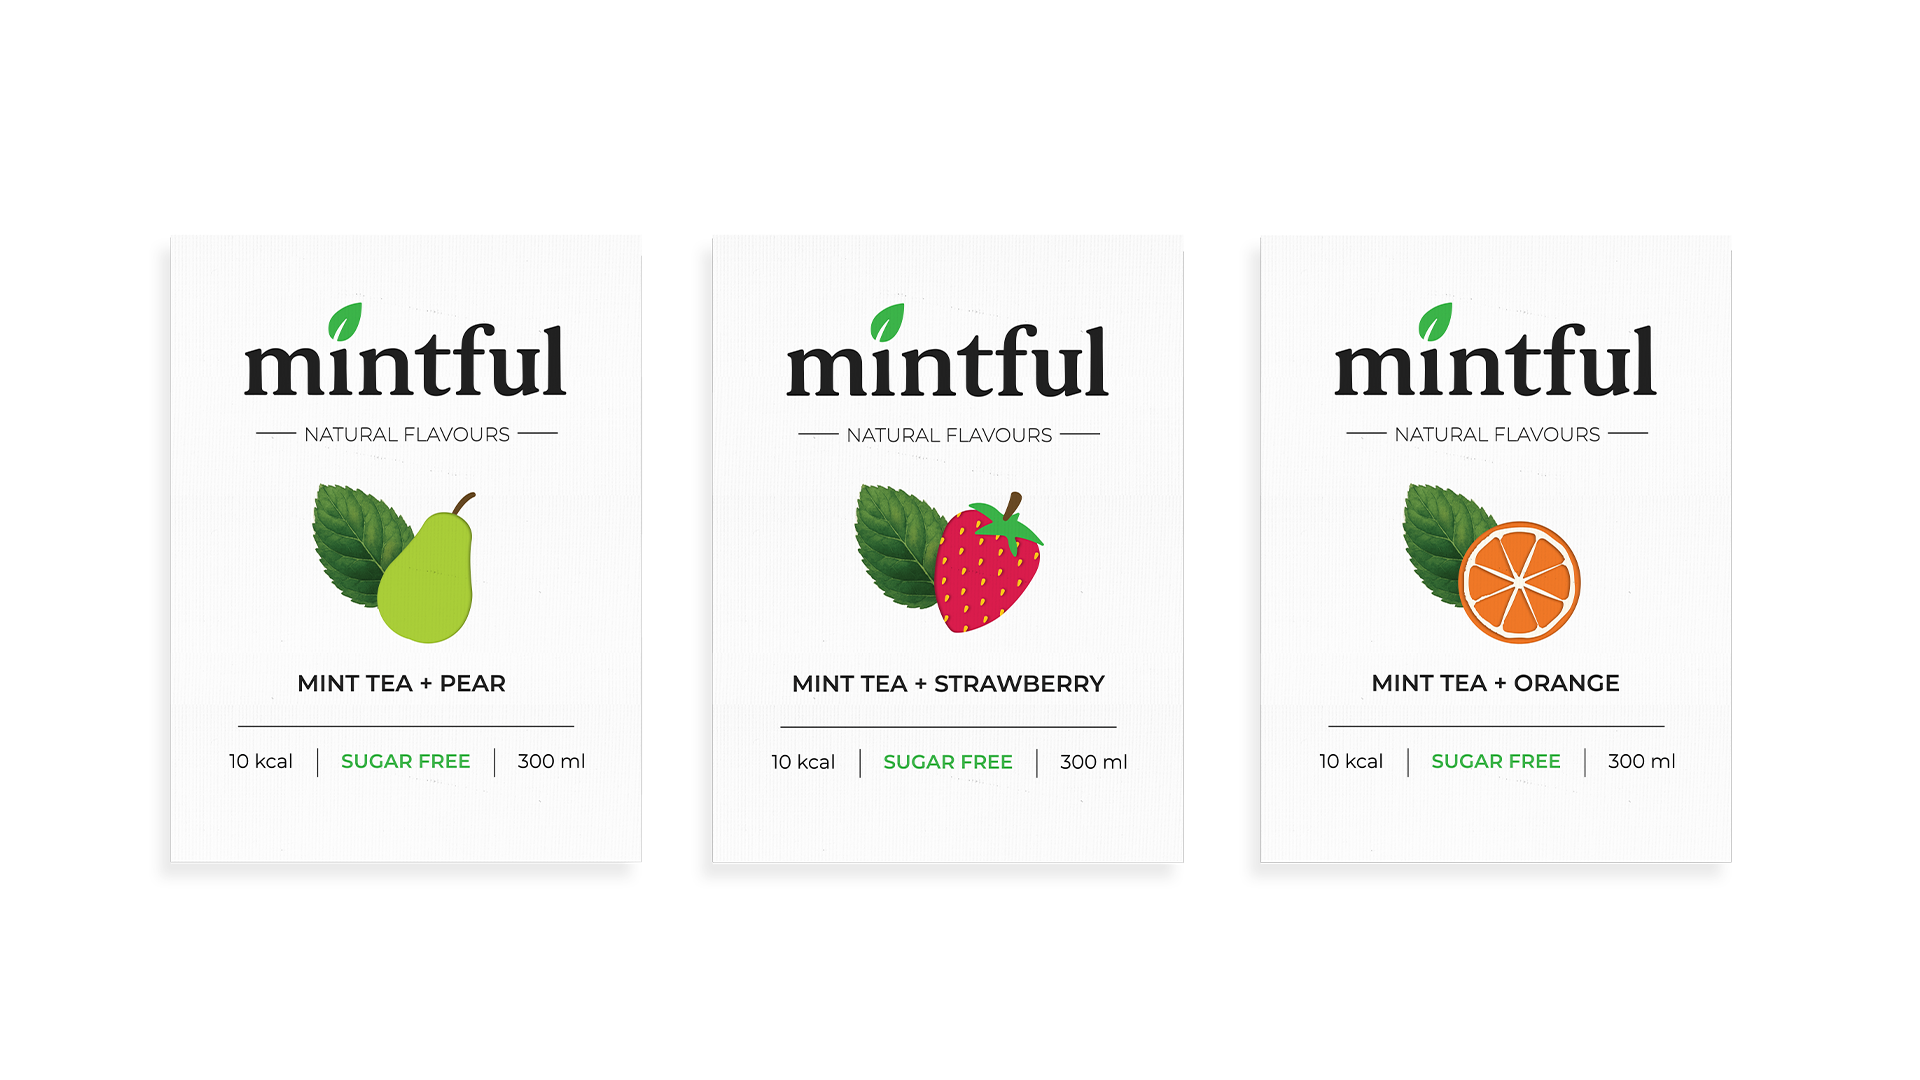 mintful
NATURAL FLAVOURS
MINT TEA + PEAR
10 kcal | SUGAR FREE | 300 ml
mintful
NATURAL FLAVOURS
MINT TEA + STRAWBERRY
10 kcal | SUGAR FREE | 300 ml
mintful
NATURAL FLAVOURS
MINT TEA + ORANGE
10 kcal | SUGAR FREE | 300 ml